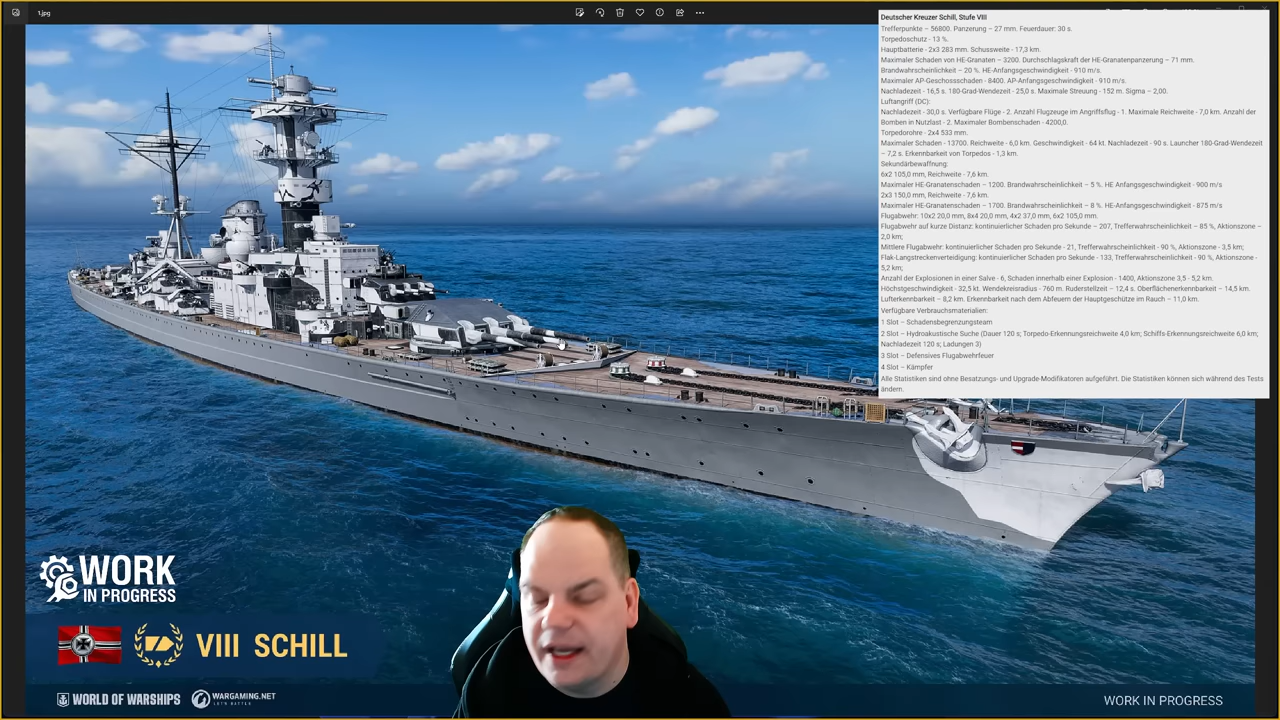 1.jpg
Deutscher Kreuzer Schill, Stufe VIII
Trefferpunkte – 56800. Panzerung – 27 mm. Feuerdauer: 30 s.
Torpedoschutz - 13 %.
Hauptbatterie - 2x3 283 mm. Schussweite - 17,3 km.
Maximaler Schaden von HE-Granaten – 3200. Durchschlagskraft der HE-Granatenpanzerung – 71 mm.
Brandwahrscheinlichkeit – 20 %. HE-Anfangsgeschwindigkeit - 910 m/s.
Maximaler AP-Geschossschaden - 8400. AP-Anfangsgeschwindigkeit - 910 m/s.
Nachladezeit - 16,5 s. 180-Grad-Wendezeit - 25,0 s. Maximale Streuung - 152 m. Sigma – 2,00.
Luftangriff (DC):
Nachladezeit - 30,0 s. Verfügbare Flüge - 2. Anzahl Flugzeuge im Angriffsflug - 1. Maximale Reichweite - 7,0 km. Anzahl der
Bomben in Nutzlast - 2. Maximaler Bombenschaden - 4200,0.
Torpedorohre - 2x4 533 mm.
Maximaler Schaden - 13700. Reichweite - 6,0 km. Geschwindigkeit - 64 kt. Nachladezeit - 90 s. Launcher 180-Grad-Wendezeit
– 7,2 s. Erkennbarkeit von Torpedos - 1,3 km.
Sekundärbewaffnung:
6x2 105,0 mm, Reichweite - 7,6 km.
Maximaler HE-Granatenschaden – 1200. Brandwahrscheinlichkeit – 5 %. HE Anfangsgeschwindigkeit - 900 m/s
2x3 150,0 mm, Reichweite - 7,6 km.
Maximaler HE-Granatenschaden – 1700. Brandwahrscheinlichkeit – 8 %. HE-Anfangsgeschwindigkeit - 875 m/s
Flugabwehr: 10x2 20,0 mm, 8x4 20,0 mm, 4x2 37,0 mm, 6x2 105,0 mm.
Flugabwehr auf kurze Distanz: kontinuierlicher Schaden pro Sekunde – 207, Trefferwahrscheinlichkeit – 85 %, Aktionszone –
2,0 km;
Mittlere Flugabwehr: kontinuierlicher Schaden pro Sekunde - 21, Trefferwahrscheinlichkeit - 90 %, Aktionszone - 3,5 km;
Flak-Langstreckenverteidigung: kontinuierlicher Schaden pro Sekunde - 133, Trefferwahrscheinlichkeit - 90 %, Aktionszone -
5,2 km;
Anzahl der Explosionen in einer Salve - 6, Schaden innerhalb einer Explosion - 1400, Aktionszone 3,5 - 5,2 km.
Höchstgeschwindigkeit - 32,5 kt. Wendekreisradius - 760 m. Ruderstellzeit – 12,4 s. Oberflächenerkennbarkeit – 14,5 km.
Lufterkennbarkeit – 8,2 km. Erkennbarkeit nach dem Abfeuern der Hauptgeschütze im Rauch – 11,0 km.
Verfügbare Verbrauchsmaterialien:
1 Slot – Schadensbegrenzungsteam
2 Slot – Hydroakustische Suche (Dauer 120 s; Torpedo-Erkennungsreichweite 4,0 km; Schiffs-Erkennungsreichweite 6,0 km;
Nachladezeit 120 s; Ladungen 3)
3 Slot – Defensives Flugabwehrfeuer
4 Slot – Kämpfer
Alle Statistiken sind ohne Besatzungs- und Upgrade-Modifikatoren aufgeführt. Die Statistiken können sich während des Tests
ändern.
WORK
IN PROGRESS
VIII SCHILL
WORLD OF WARSHIPS
WARGAMING.NET
LET'S BATTLE
WORK IN PROGRESS